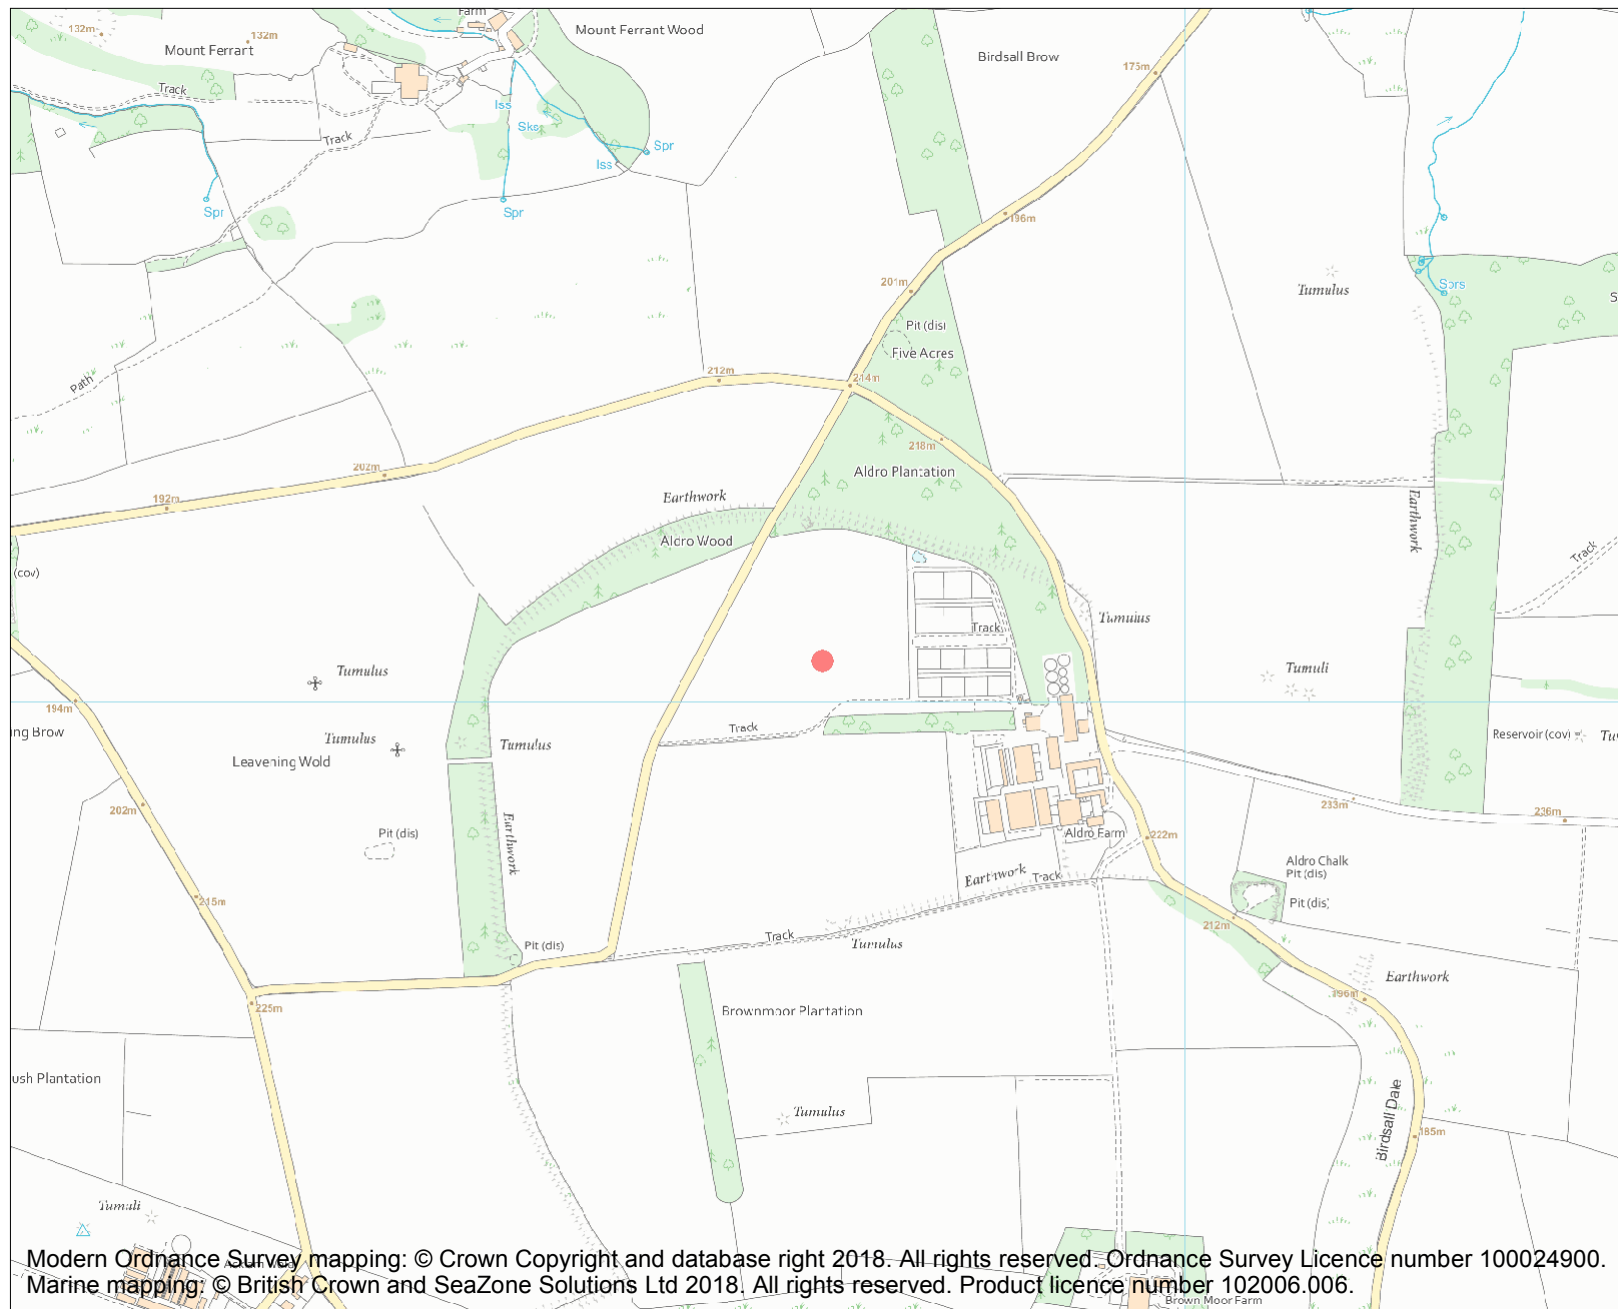 Farm
132m
132m
Mount Ferrart
Mount Ferrant Wood
Birdsall Brow
175m
Track
Iss
Sks
Track
Iss
Spr
Spr
Spr
196m
201m
Tumulus
Sprs
Pit (dis)
Five Acres
Path
212m
214m
218m
202m
Aldro Plantation
192m
Earthwork
Earthwork
Aldro Wood
Track
(cov)
Tumulus
Track
Tumulus
Tumuli
194m
Track
ing Brow
Tumulus
Tumulus
Reservoir (cov)
Tu
Leavening Wold
202m
233m
236m
Pit (dis)
Earthwork
Aldro Farm
222m
Aldro Chalk
Pit (dis)
Earthwork
Track
215m
Pit (dis)
212m
Track
Tumulus
Pit (dis)
Earthwork
196m
225m
Brownmoor Plantation
ush Plantation
Tumulus
Birdsall Dale
185m
Tumuli
Modern Ordnance Survey mapping: © Crown Copyright and database right 2018. All rights reserved. Ordnance Survey Licence number 100024900.
Marine mapping: © British Crown and SeaZone Solutions Ltd 2018. All rights reserved. Product licence number 102006.006.
Brown Moor Farm